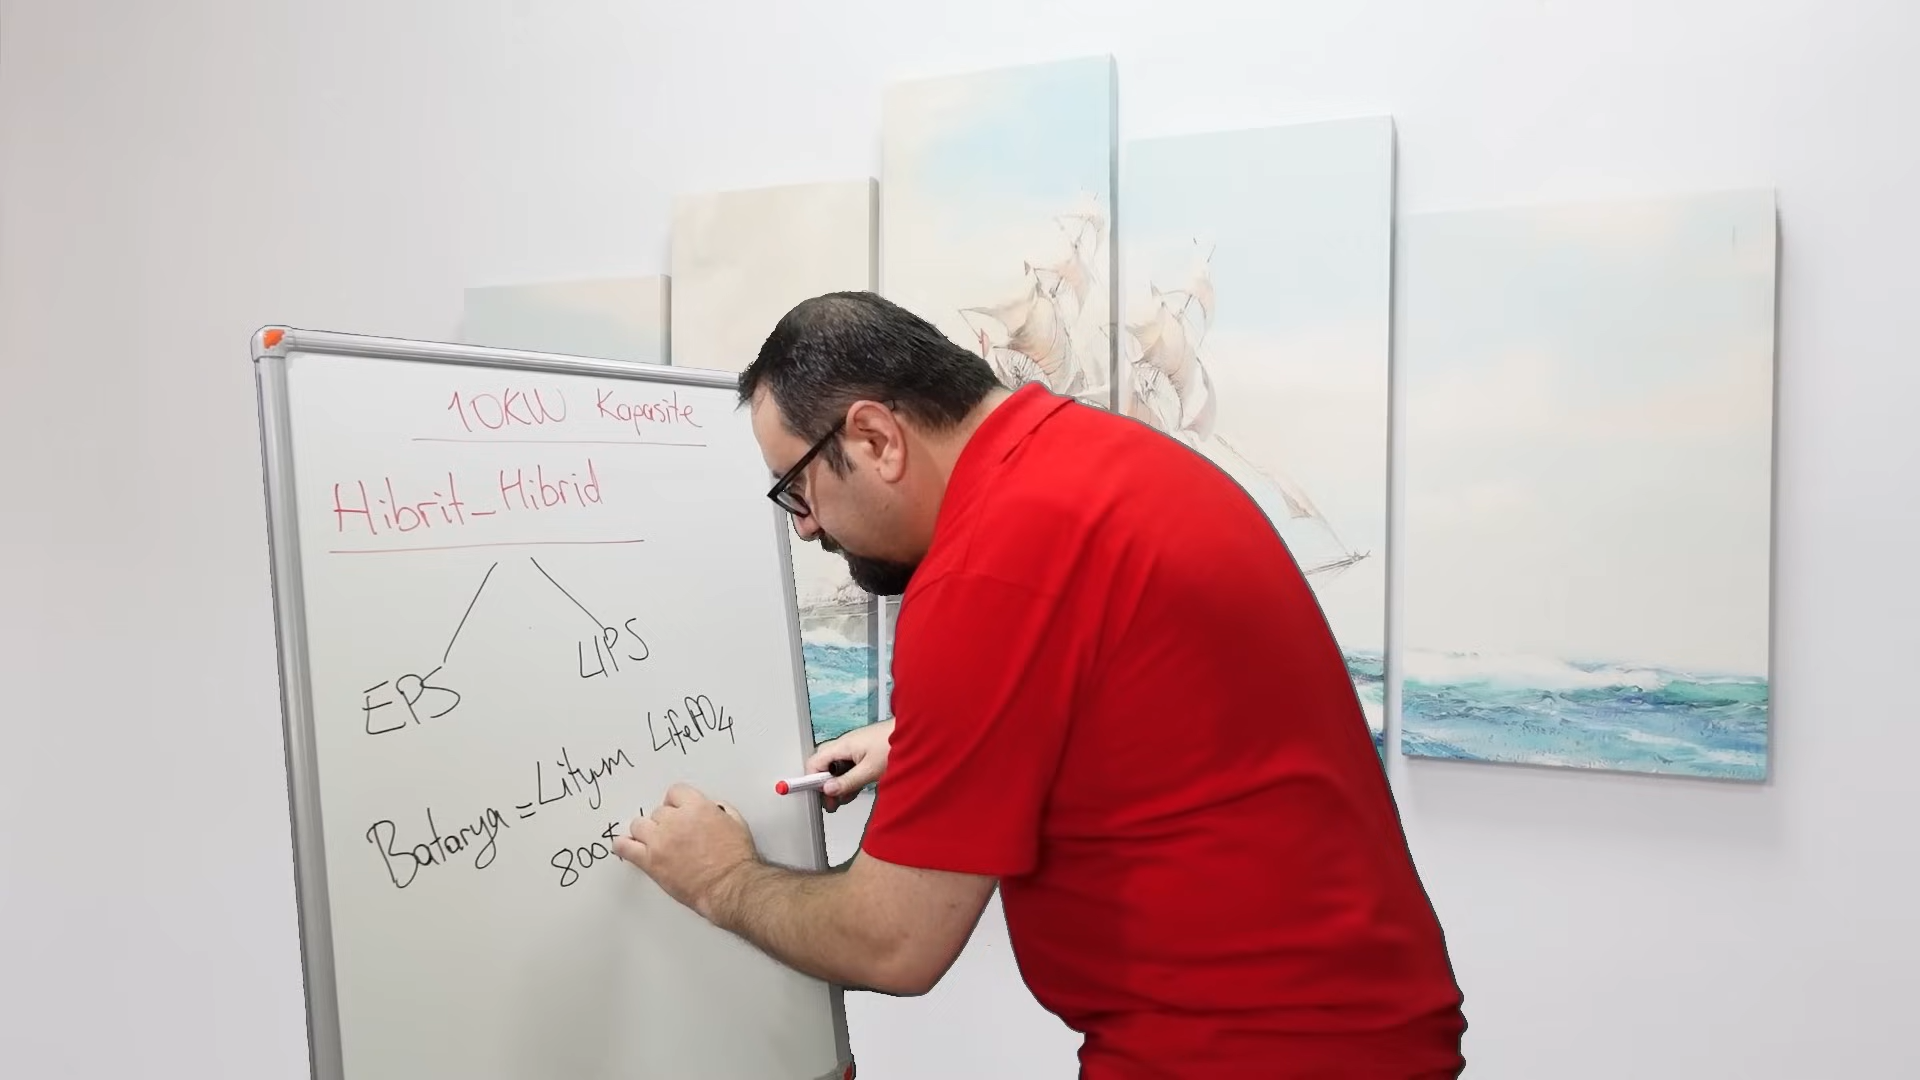 10KW Kapasite
Hibrit_Hibrid
EPS
UPS
Batarya = Lityum LifePO4
800